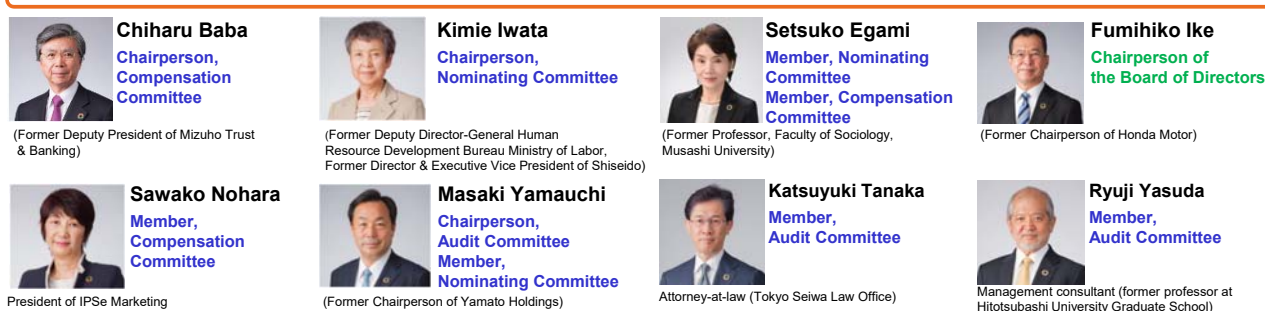 Chiharu Baba
Chairperson,
Compensation
Committee
(Former Deputy President of Mizuho Trust
& Banking)
Kimie Iwata
Chairperson,
Nominating Committee
(Former Deputy Director-General Human
Resource Development Bureau Ministry of Labor,
Former Director & Executive Vice President of Shiseido)
Setsuko Egami
Member, Nominating
Committee
Member, Compensation
Committee
(Former Professor, Faculty of Sociology,
Musashi University)
Fumihiko Ike
Chairperson of
the Board of Directors
(Former Chairperson of Honda Motor)
Sawako Nohara
Member,
Compensation
Committee
President of IPSe Marketing
Masaki Yamauchi
Chairperson,
Audit Committee
Member,
Nominating Committee
(Former Chairperson of Yamato Holdings)
Katsuyuki Tanaka
Member,
Audit Committee
Attorney-at-law (Tokyo Seiwa Law Office)
Ryuji Yasuda
Member,
Audit Committee
Management consultant (former professor at
Hitotsubashi University Graduate School)